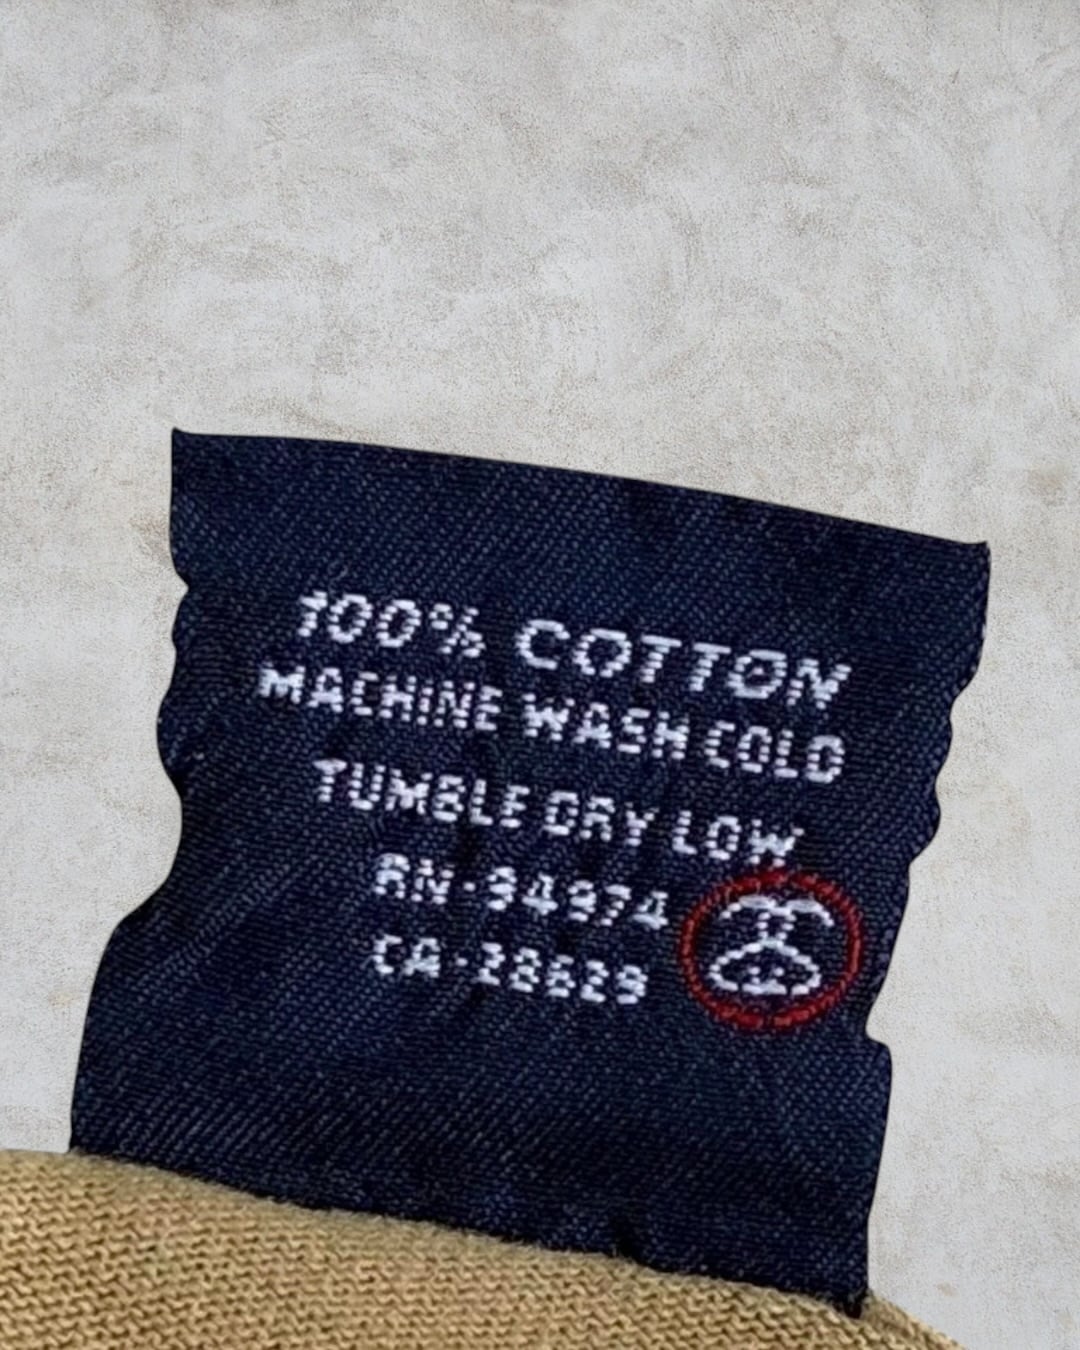 100% COTTON
MACHINE WASH COLD
TUMBLE DRY LOW
RN-94974
CA-28629